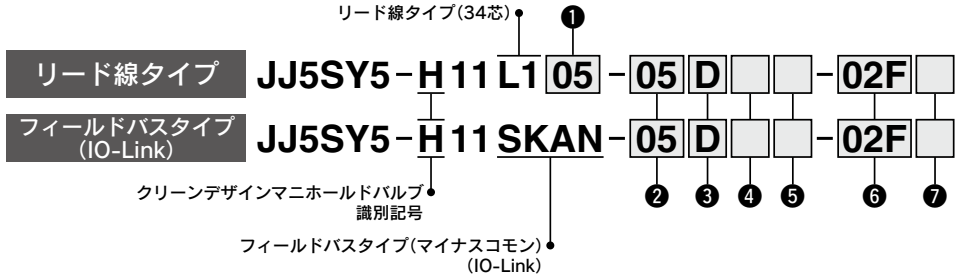 リード線タイプ(34芯) ❶
リード線タイプ JJ5SY5-H11L1 05-05 D -02F
フィールドバスタイプ
(IO-Link)
JJ5SY5-H11SKAN-05 D -02F
クリーンデザインマニホールドバルブ
識別記号
❷ ❸ ❹ ❺ ❻ ❼
フィールドバスタイプ(マイナスコモン)
(IO-Link)